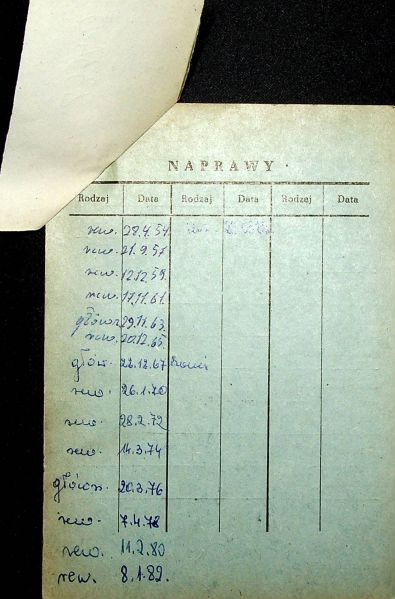 NAPRAWY
Rodzaj Data Rodzaj Data Rodzaj Data
rew. 28.4.54
rew. 21.9.57
rew. 12.12.59
rew. 17.11.61.
główn 29.11.63.
rew. 20.12.65.
główn. 22.12.67
rew. 26.1.70
rew. 28.2.72
rew. 14.3.74
główn. 20.3.76
rew. 7.4.78
rew. 11.2.80
rew. 8.1.82.